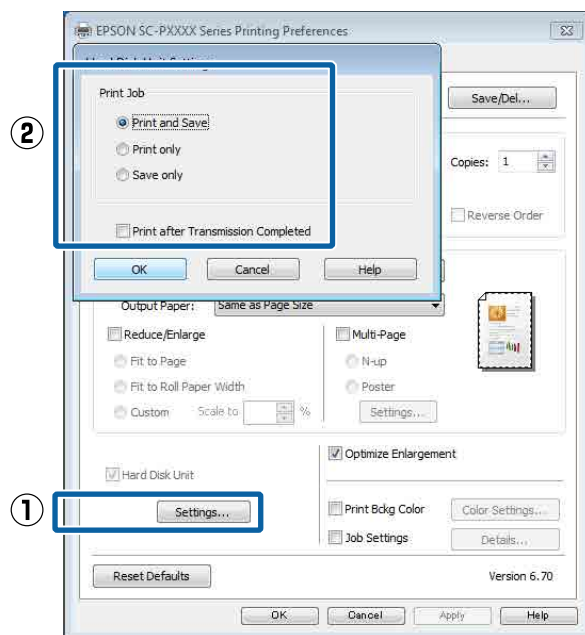 EPSON SC-PXXXX Series Printing Preferences
Print Job
Save/Del...
②
Print and Save
Print only
Copies: 1
Save only
Reverse Order
Print after Transmission Completed
OK Cancel Help
Output Paper: Same as Page Size
Reduce/Enlarge Multi-Page
Fit to Page N-up
Fit to Roll Paper Width Poster
Custom Scale to % Settings...
Optimize Enlargement
Hard Disk Unit
①
Settings... Print Bckg Color Color Settings...
Job Settings Details...
Reset Defaults Version 6.70
OK Cancel Apply Help